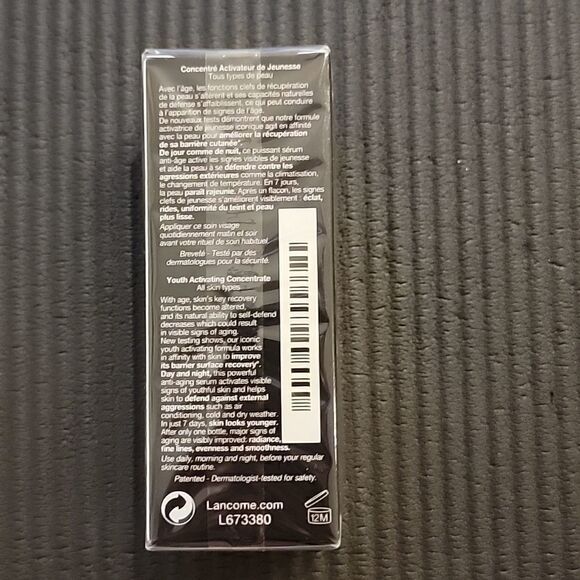 Concentré Activateur de Jeunesse
Tous types de peau
Avec l'âge, les fonctions clefs de récupération
de la peau s'altèrent et ses capacités naturelles
de défense s'affaiblissent, ce qui peut conduire
à l'apparition de signes de l'âge.
De nouveaux tests démontrent que notre formule
activatrice de jeunesse iconique agit en affinité
avec la peau pour améliorer la récupération
de sa barrière cutanée*.
De jour comme de nuit, ce puissant sérum
anti-âge active les signes visibles de jeunesse
et aide la peau à se défendre contre les
agressions extérieures comme la climatisation,
le changement de température. En 7 jours,
la peau paraît rajeunie. Après un flacon, les signes
clefs de jeunesse s'améliorent visiblement : éclat,
rides, uniformité du teint et peau
plus lisse.
Appliquer ce soin visage
quotidiennement matin et soir
avant votre rituel de soin habituel.
Breveté - Testé par des
dermatologues pour la sécurité.
Youth Activating Concentrate
All skin types
With age, skin's key recovery
functions become altered,
and its natural ability to self-defend
decreases which could result
in visible signs of aging.
New testing shows, our iconic
youth activating formula works
in affinity with skin to improve
its barrier surface recovery*.
Day and night, this powerful
anti-aging serum activates visible
signs of youthful skin and helps
skin to defend against external
aggressions such as air
conditioning, cold and dry weather.
In just 7 days, skin looks younger.
After only one bottle, major signs of
aging are visibly improved: radiance,
fine lines, evenness and smoothness.
Use daily, morning and night, before your regular
skincare routine.
Patented - Dermatologist-tested for safety.
Lancome.com
L673380
12M